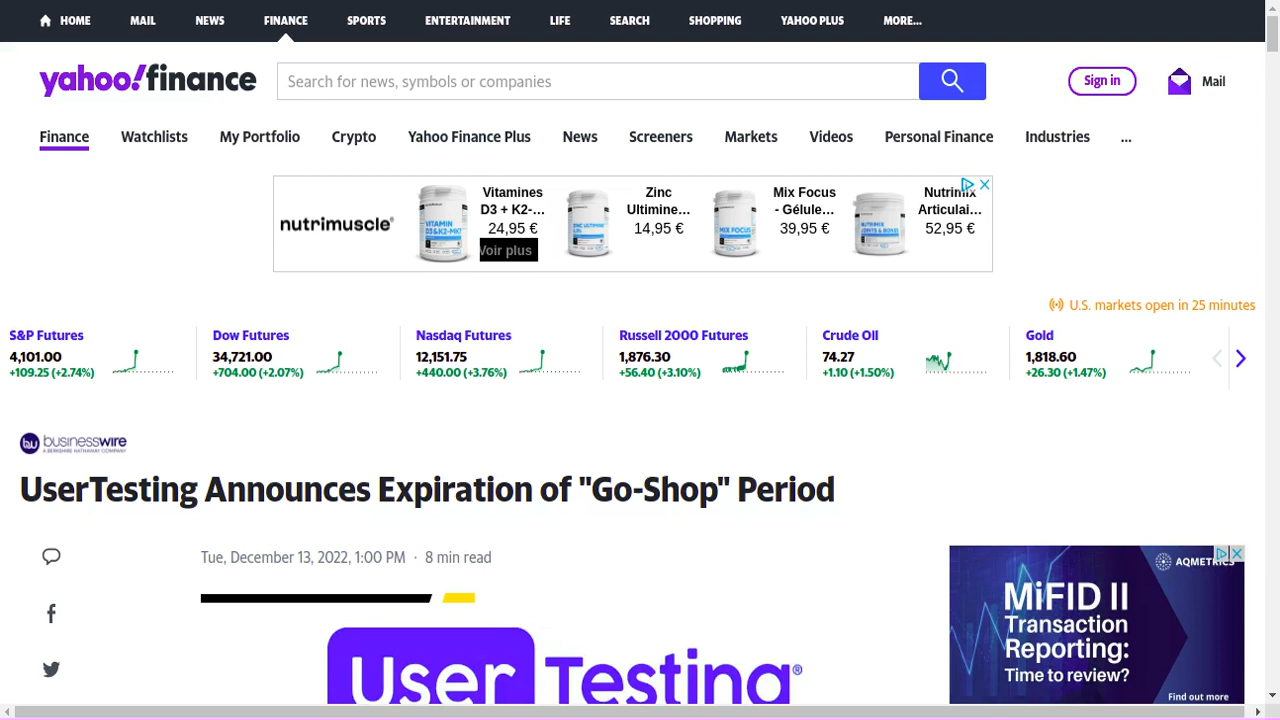 HOME MAIL NEWS FINANCE SPORTS ENTERTAINMENT LIFE SEARCH SHOPPING YAHOO PLUS MORE...
yahoo!finance
Search for news, symbols or companies
Sign in
Mail
Finance Watchlists My Portfolio Crypto Yahoo Finance Plus News Screeners Markets Videos Personal Finance Industries ...
nutrimuscle®
Vitamines
D3 + K2-...
24,95 €
Voir plus
Zinc
Ultimine...
14,95 €
Mix Focus
- Gélule...
39,95 €
Nutrimix
Articulai...
52,95 €
U.S. markets open in 25 minutes
S&P Futures
4,101.00
+109.25 (+2.74%)
Dow Futures
34,721.00
+704.00 (+2.07%)
Nasdaq Futures
12,151.75
+440.00 (+3.76%)
Russell 2000 Futures
1,876.30
+56.40 (+3.10%)
Crude Oil
74.27
+1.10 (+1.50%)
Gold
1,818.60
+26.30 (+1.47%)
bw businesswire
A BERKSHIRE HATHAWAY COMPANY
UserTesting Announces Expiration of "Go-Shop" Period
Tue, December 13, 2022, 1:00 PM · 8 min read
UserTesting®
AQMETRICS
MiFID II
Transaction
Reporting:
Time to review?
Find out more